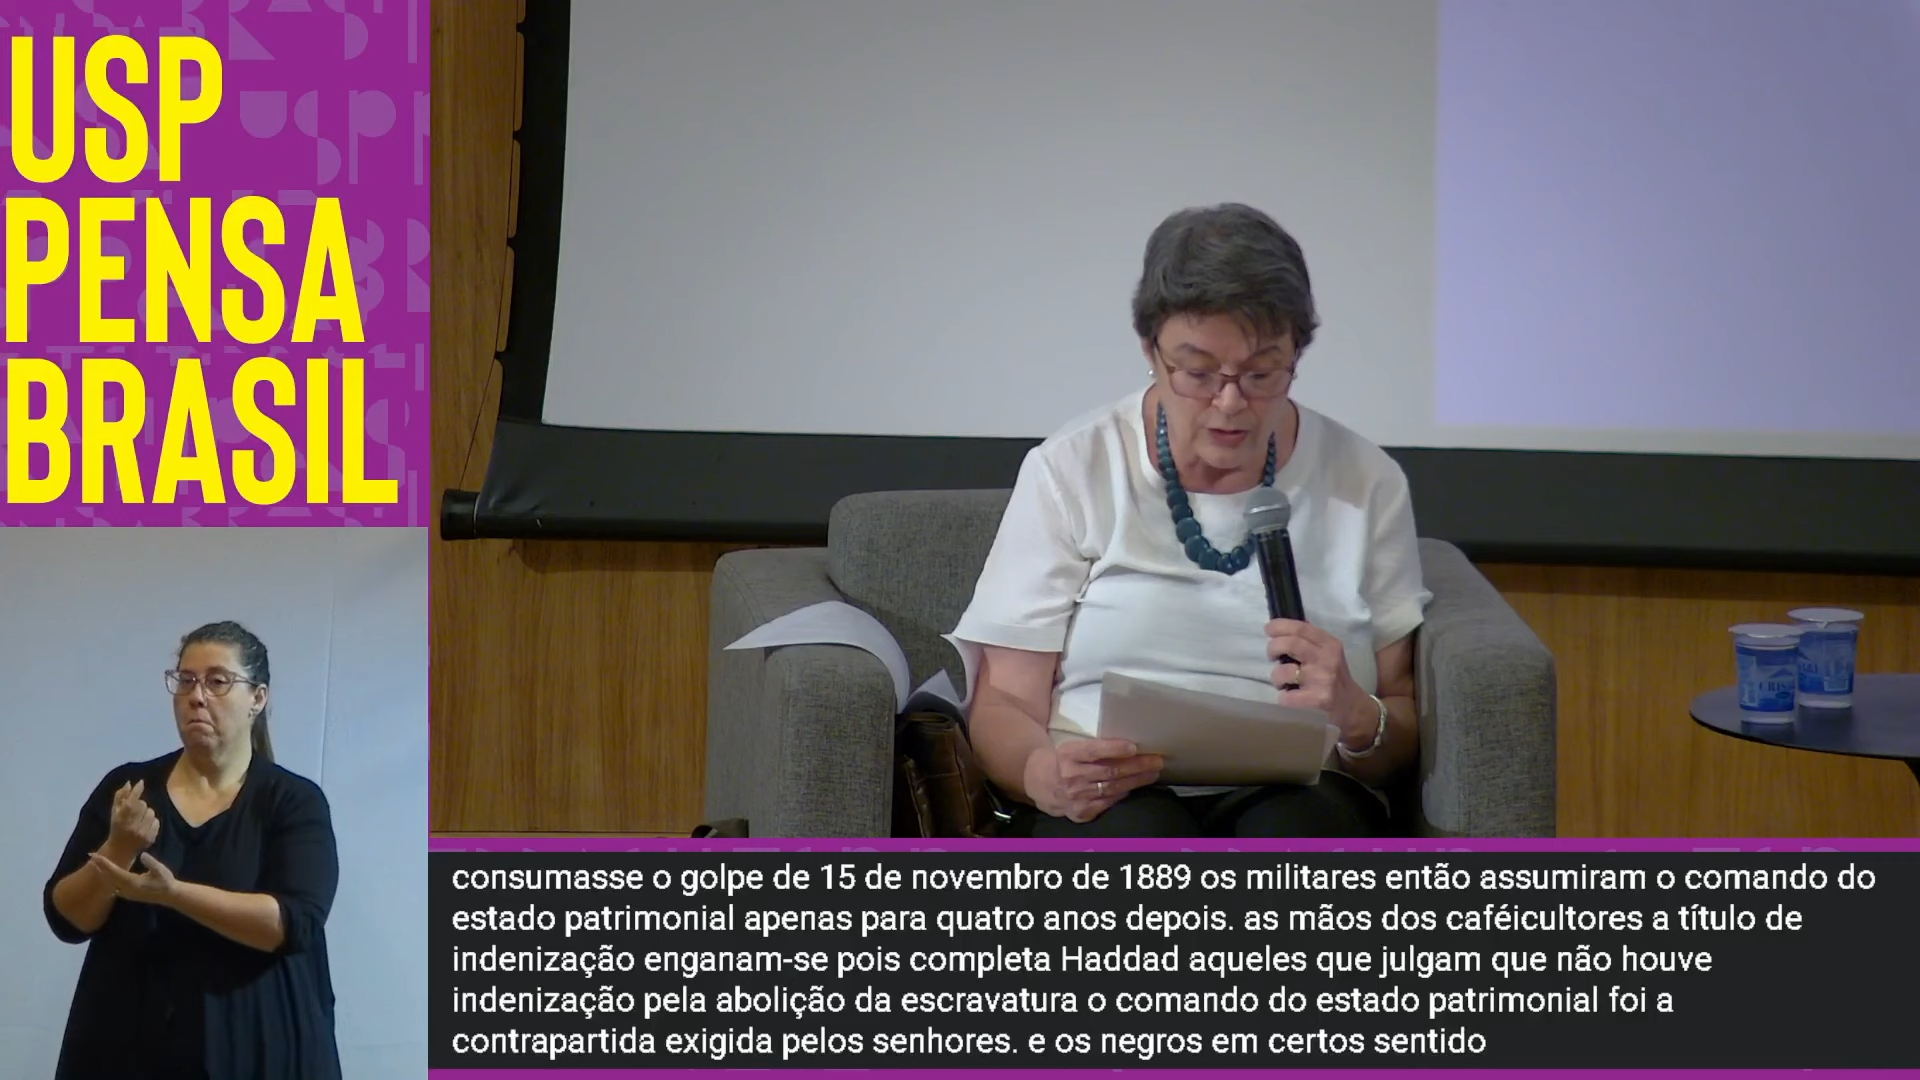 USP
PENSA
BRASIL
consumasse o golpe de 15 de novembro de 1889 os militares então assumiram o comando do
estado patrimonial apenas para quatro anos depois. as mãos dos caféicultores a título de
indenização enganam-se pois completa Haddad aqueles que julgam que não houve
indenização pela abolição da escravatura o comando do estado patrimonial foi a
contrapartida exigida pelos senhores. e os negros em certos sentido